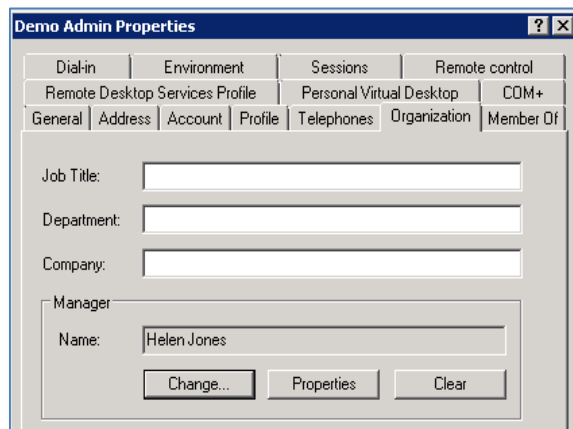 Demo Admin Properties ? X
Dial-in Environment Sessions Remote control
Remote Desktop Services Profile Personal Virtual Desktop COM+
General Address Account Profile Telephones Organization Member Of
Job Title:
Department:
Company:
Manager
Name: Helen Jones
Change... Properties Clear